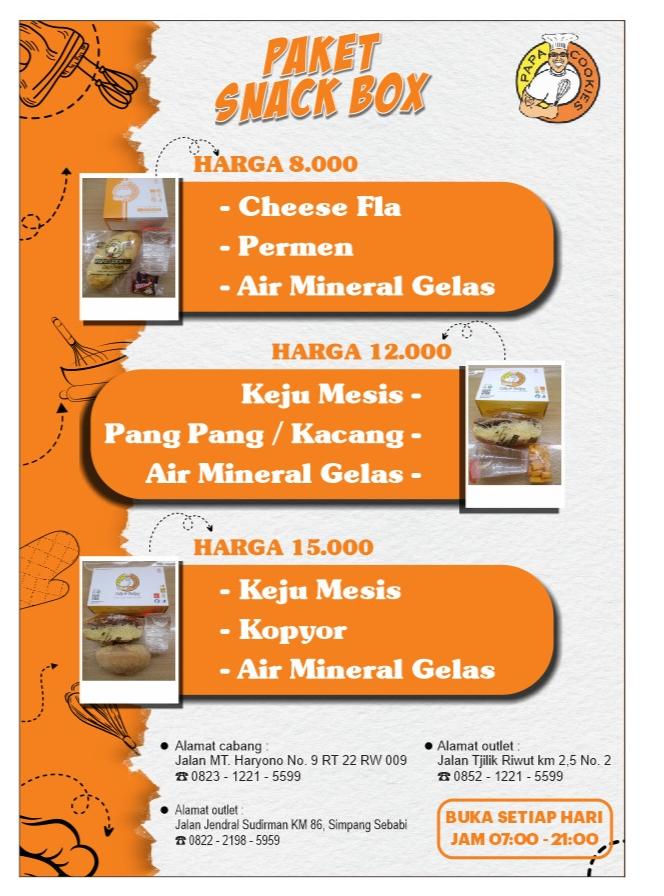 PAKET
SNACK BOX
PAPA COOKIES
HARGA 8.000
- Cheese Fla
- Permen
- Air Mineral Gelas
HARGA 12.000
Keju Mesis -
Pang Pang / Kacang -
Air Mineral Gelas -
HARGA 15.000
- Keju Mesis
- Kopyor
- Air Mineral Gelas
● Alamat cabang :
Jalan MT. Haryono No. 9 RT 22 RW 009
☎ 0823 - 1221 - 5599
● Alamat outlet :
Jalan Tjilik Riwut km 2,5 No. 2
☎ 0852 - 1221 - 5599
● Alamat outlet :
Jalan Jendral Sudirman KM 86, Simpang Sebabi
☎ 0822 - 2198 - 5959
BUKA SETIAP HARI
JAM 07:00 - 21:00